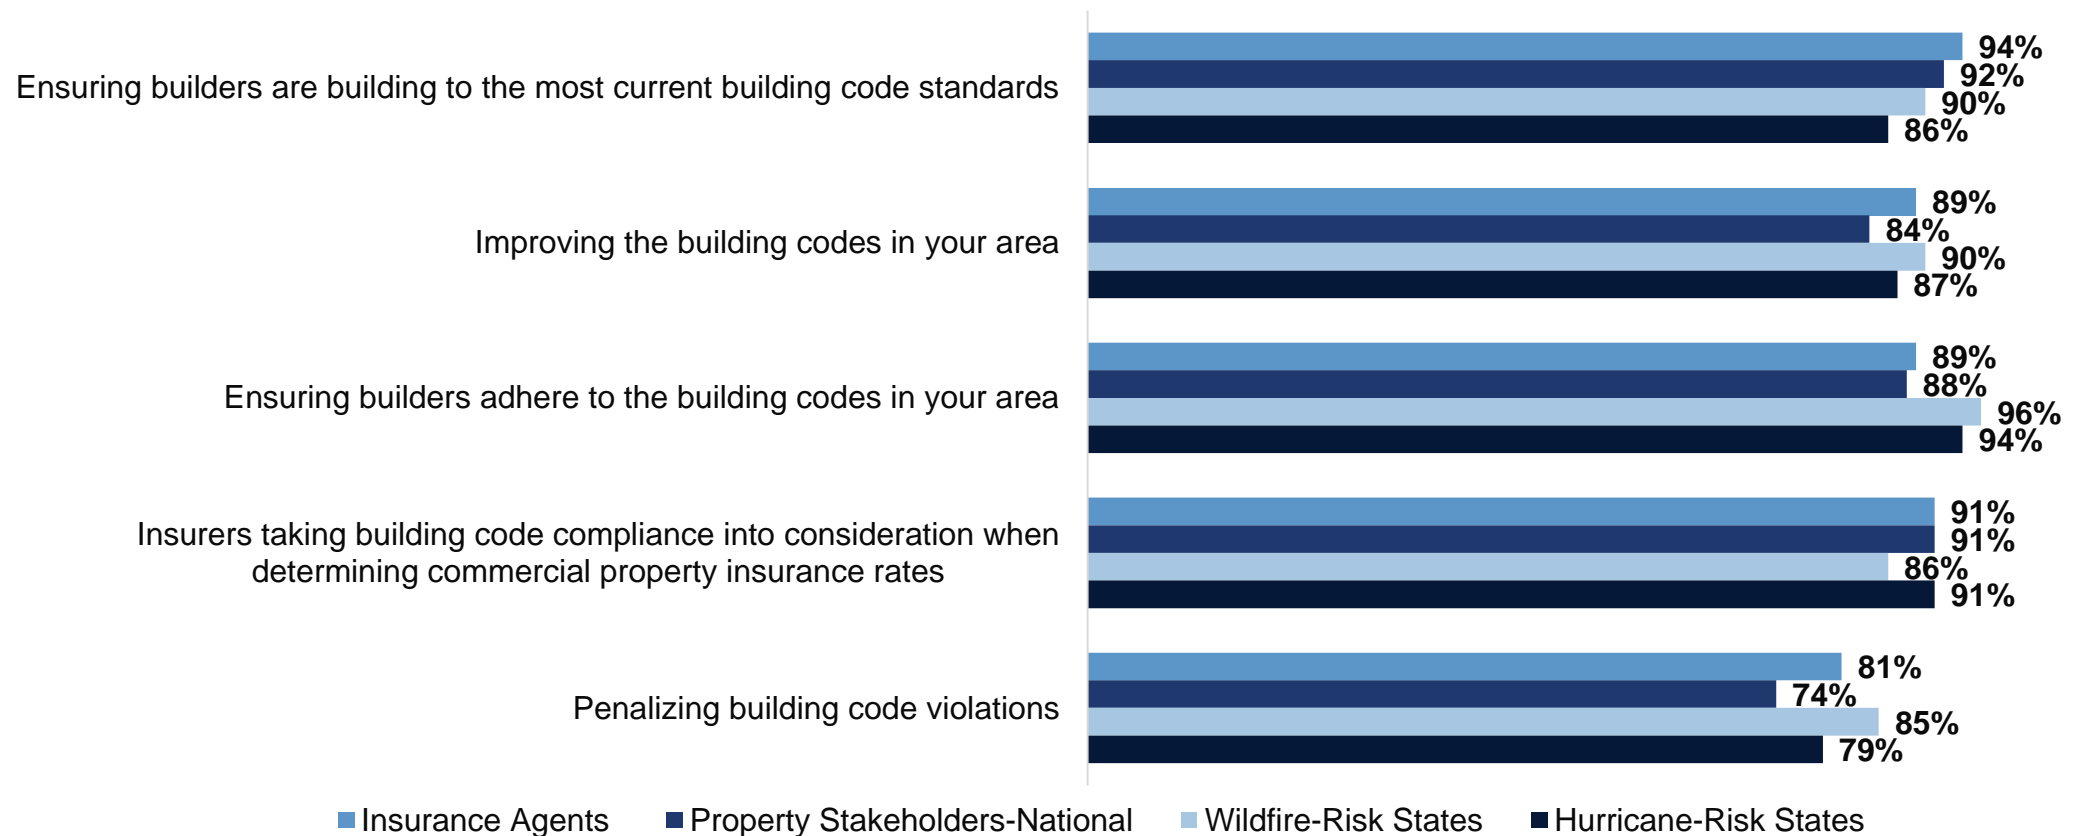 Ensuring builders are building to the most current building code standards
94%
92%
90%
86%
Improving the building codes in your area
89%
84%
90%
87%
Ensuring builders adhere to the building codes in your area
89%
88%
96%
94%
Insurers taking building code compliance into consideration when
determining commercial property insurance rates
91%
91%
86%
91%
Penalizing building code violations
81%
74%
85%
79%
Insurance Agents Property Stakeholders-National Wildfire-Risk States Hurricane-Risk States